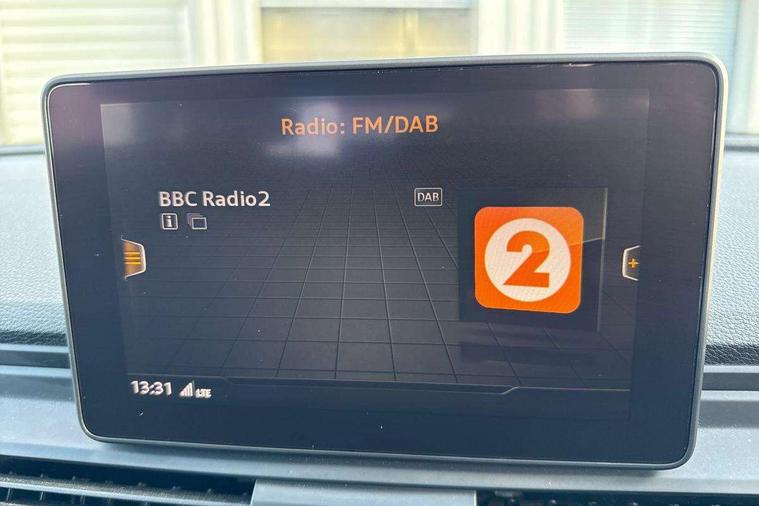 Radio: FM/DAB
BBC Radio2
DAB
i
2
+
13:31 LTE